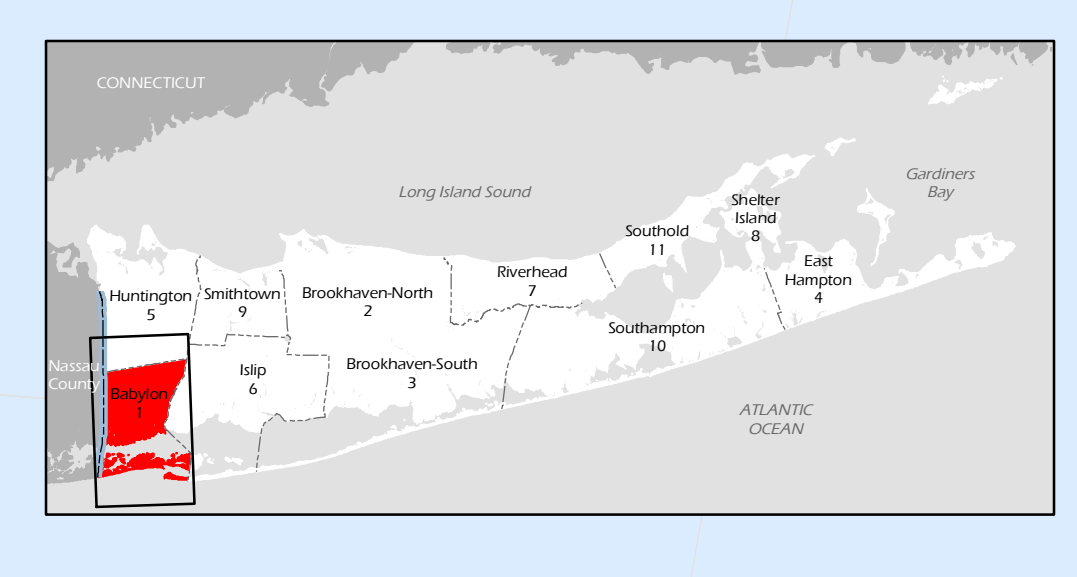 CONNECTICUT
Long Island Sound
Gardiners
Bay
Shelter
Island
8
Southold
11
East
Hampton
4
Riverhead
7
Huntington
5
Smithtown
9
Brookhaven-North
2
Southampton
10
Nassau
County
Islip
6
Brookhaven-South
3
Babylon
1
ATLANTIC
OCEAN